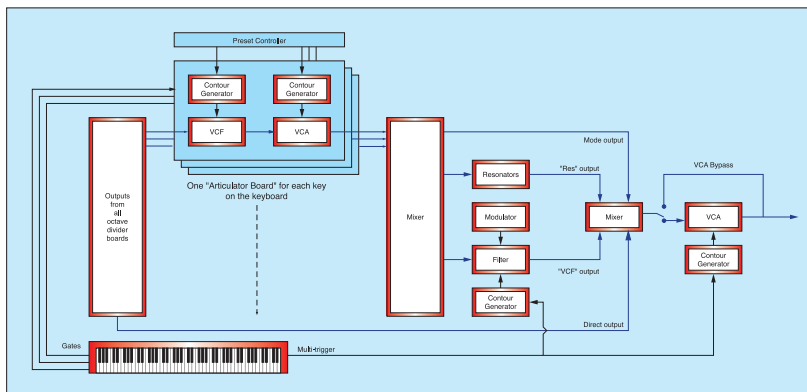 Preset Controller
Contour
Generator
Contour
Generator
VCF
VCA
Outputs
from
all
octave
divider
boards
One "Articulator Board" for each key
on the keyboard
Mixer
Mode output
Resonators
"Res" output
VCA Bypass
Modulator
Mixer
VCA
Filter
"VCF" output
Contour
Generator
Contour
Generator
Direct output
Gates
Multi-trigger